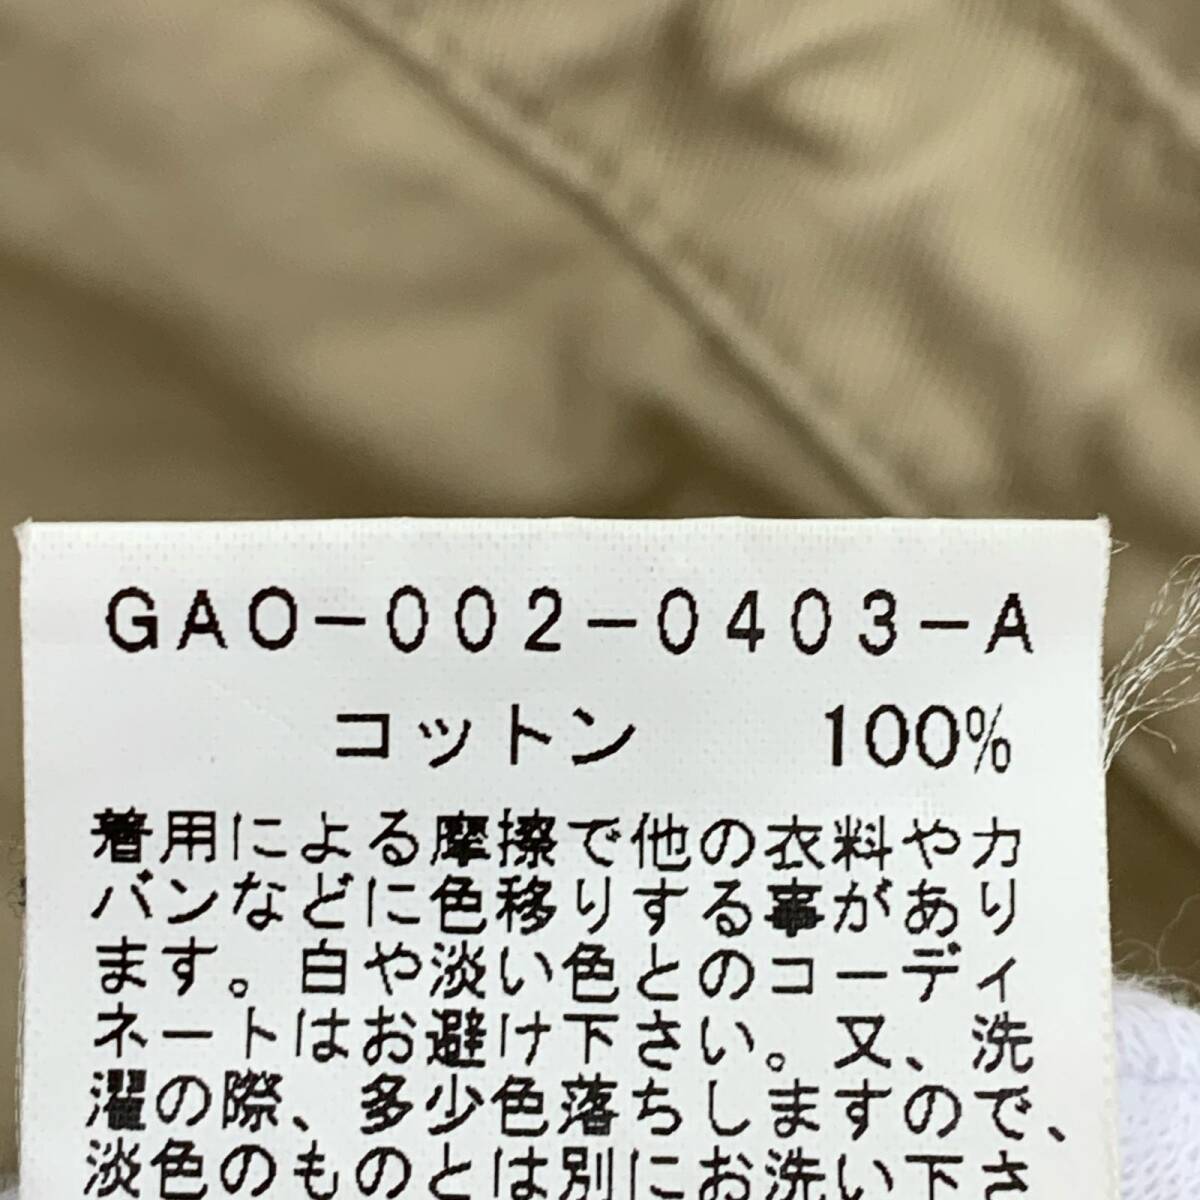 GAO-002-0403-A
コットン 100%
着用による摩擦で他の衣料やカ
バンなどに色移りする事があり
ます。白や淡い色とのコーディ
ネートはお避け下さい。又、洗
濯の際、多少色落ちしますので、
淡色のものとは別にお洗い下さ